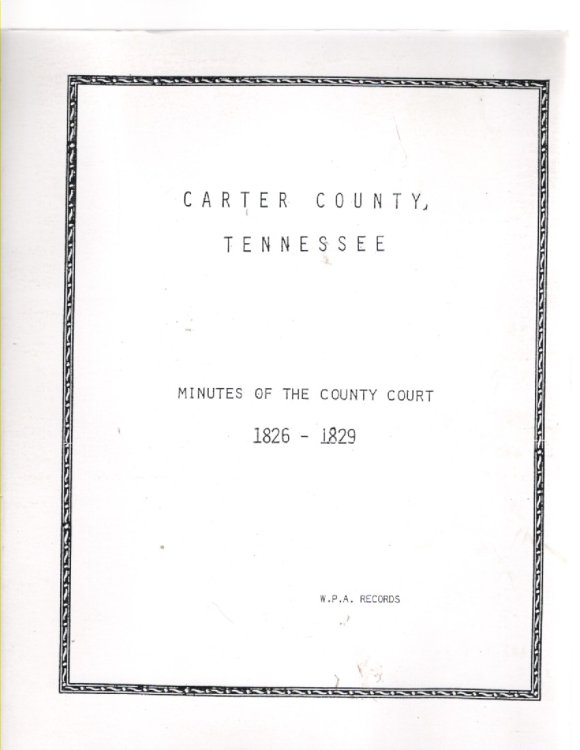 CARTER COUNTY,
TENNESSEE
MINUTES OF THE COUNTY COURT
1826 - 1829
W.P.A. RECORDS